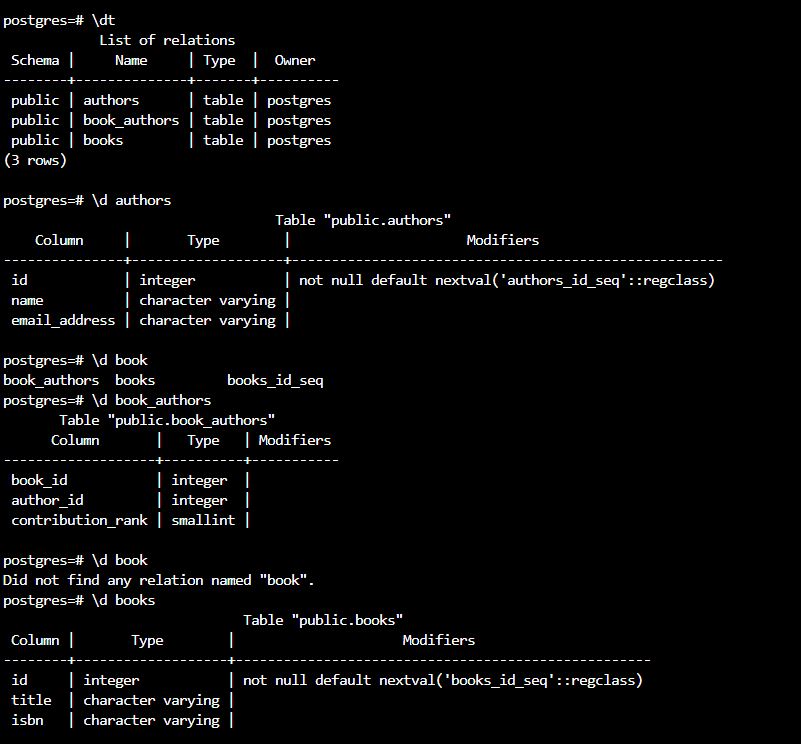 postgres=# \dt
            List of relations
 Schema |     Name     | Type  |  Owner
--------+--------------+-------+----------
 public | authors      | table | postgres
 public | book_authors | table | postgres
 public | books        | table | postgres
(3 rows)

postgres=# \d authors
                                  Table "public.authors"
    Column     |       Type        |                      Modifiers
---------------+-------------------+------------------------------------------------------
 id            | integer           | not null default nextval('authors_id_seq'::regclass)
 name          | character varying |
 email_address | character varying |

postgres=# \d book
book_authors  books         books_id_seq
postgres=# \d book_authors
       Table "public.book_authors"
      Column       |   Type   | Modifiers
-------------------+----------+-----------
 book_id           | integer  |
 author_id         | integer  |
 contribution_rank | smallint |

postgres=# \d book
Did not find any relation named "book".
postgres=# \d books
                              Table "public.books"
 Column |       Type        |                     Modifiers
--------+-------------------+----------------------------------------------------
 id     | integer           | not null default nextval('books_id_seq'::regclass)
 title  | character varying |
 isbn   | character varying |